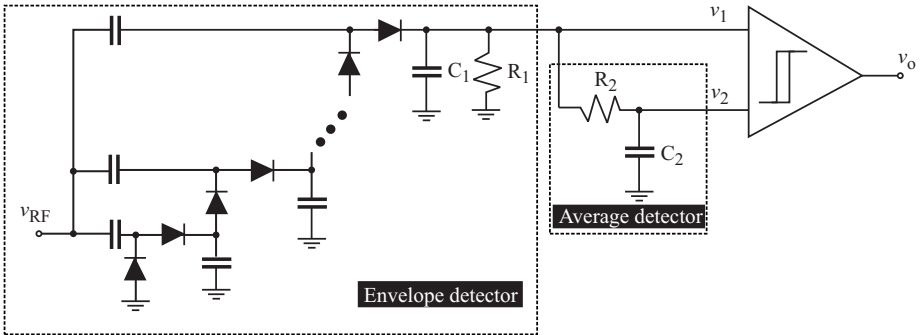 v1
C1
R1
R2
v2
vo
C2
vRF
Average detector
Envelope detector